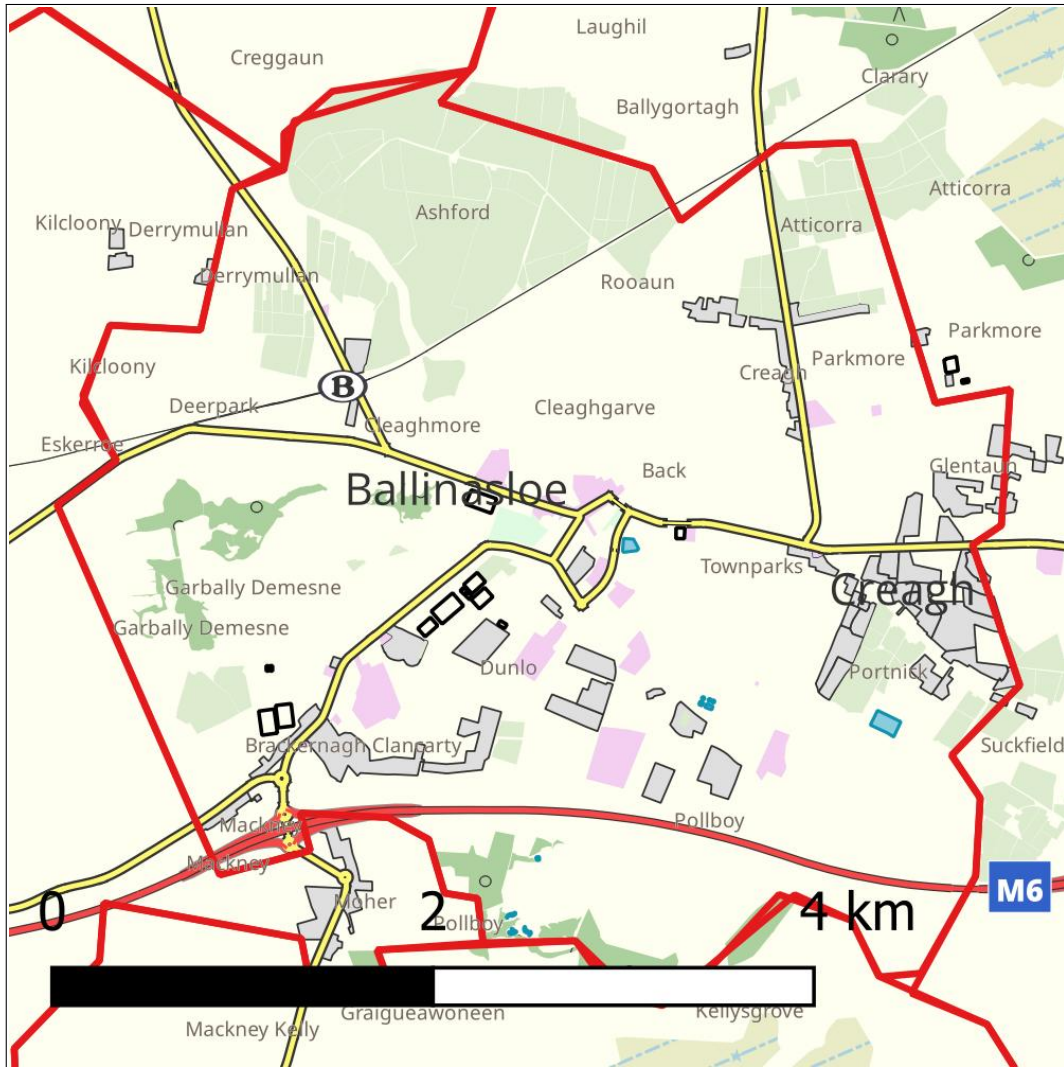 Laughil
Creggaun
Clarary
Ballygortagh
Atticorra
Ashford
Kilcloony
Derrymullan
Atticorra
Derrymullan
Rooaun
Parkmore
Parkmore
Kilcloony
Creagh
B
Deerpark
Cleaghgarve
Cleaghmore
Eskerroe
Back
Glentaun
Ballinasloe
Townparks
Garbally Demesne
Creagh
Garbally Demesne
Dunlo
Portnick
Brackernagh Clancarty
Suckfield
Pollboy
Mackney
Mackney
M6
Moher
0 2 4 km
Pollboy
Graigueawoneen
Kellysgrove
Mackney Kelly